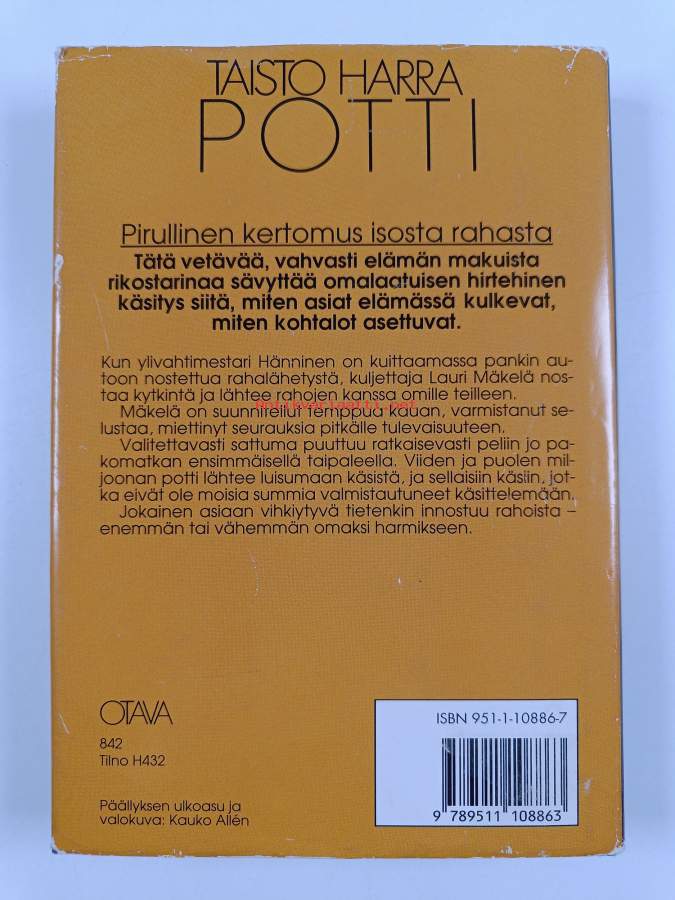 TAISTO HARRA
POTTI
Pirullinen kertomus isosta rahasta
Tätä vetävää, vahvasti elämän makuista
rikostarinaa sävyttää omalaatuisen hirtehinen
käsitys siitä, miten asiat elämässä kulkevat,
miten kohtalot asettuvat.
Kun ylivahtimestari Hänninen on kuittaamassa pankin au-
toon nostettua rahalähetystä, kuljettaja Lauri Mäkelä nos-
taa kytkintä ja lähtee rahojen kanssa omille teilleen.
Antikvariaatti.net
Mäkelä on suunnitellut temppua kauan, varmistanut se-
lustaa, miettinyt seurauksia pitkälle tulevaisuuteen.
Valitettavasti sattuma puuttuu ratkaisevasti peliin jo pa-
komatkan ensimmäisellä taipaleella. Viiden ja puolen mil-
joonan potti lähtee luisumaan käsistä, ja sellaisiin käsiin, jot-
ka eivät ole moisia summia valmistautuneet käsittelemään.
Jokainen asiaan vihkiytyvä tietenkin innostuu rahoista –
enemmän tai vähemmän omaksi harmikseen.
OTAVA
842
Tilno H432
Päällyksen ulkoasu ja
valokuva: Kauko Allén
ISBN 951-1-10886-7
9 789511 108863